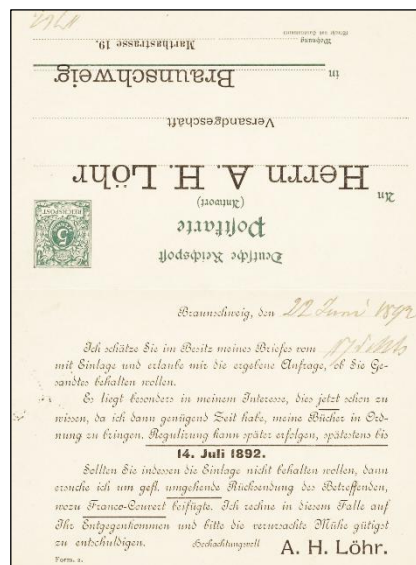 Deutsche Reichspost
Postkarte
(Antwort)
5
REICHSPOST
An
Herrn A. H. Löhr
Versandgeschäft
in Braunschweig
Wohnung Marthastrasse 19.
Braunschweig, den 22 Juni 1892
Ich schätze Sie im Besitz meines Briefes vom 17 d. Mts
mit Einlage und erlaube mir die ergebene Anfrage, ob Sie Ge-
sandtes behalten wollen.
Es liegt besonders in meinem Interesse, dies jetzt schon zu
wissen, da ich dann genügend Zeit habe, meine Bücher in Ord-
nung zu bringen, Regulirung kann später erfolgen, spätestens bis
14. Juli 1892.
Sollten Sie indessen die Einlage nicht behalten wollen, dann
ersuche ich um gefl. umgehende Rücksendung des Betreffenden,
wozu Franco-Couvert beifügte. Ich rechne in diesem Falle auf
Ihr Entgegenkommen und bitte die verursachte Mühe gütigst
zu entschuldigen.
Hochachtungsvoll A. H. Löhr.
Form. 1.